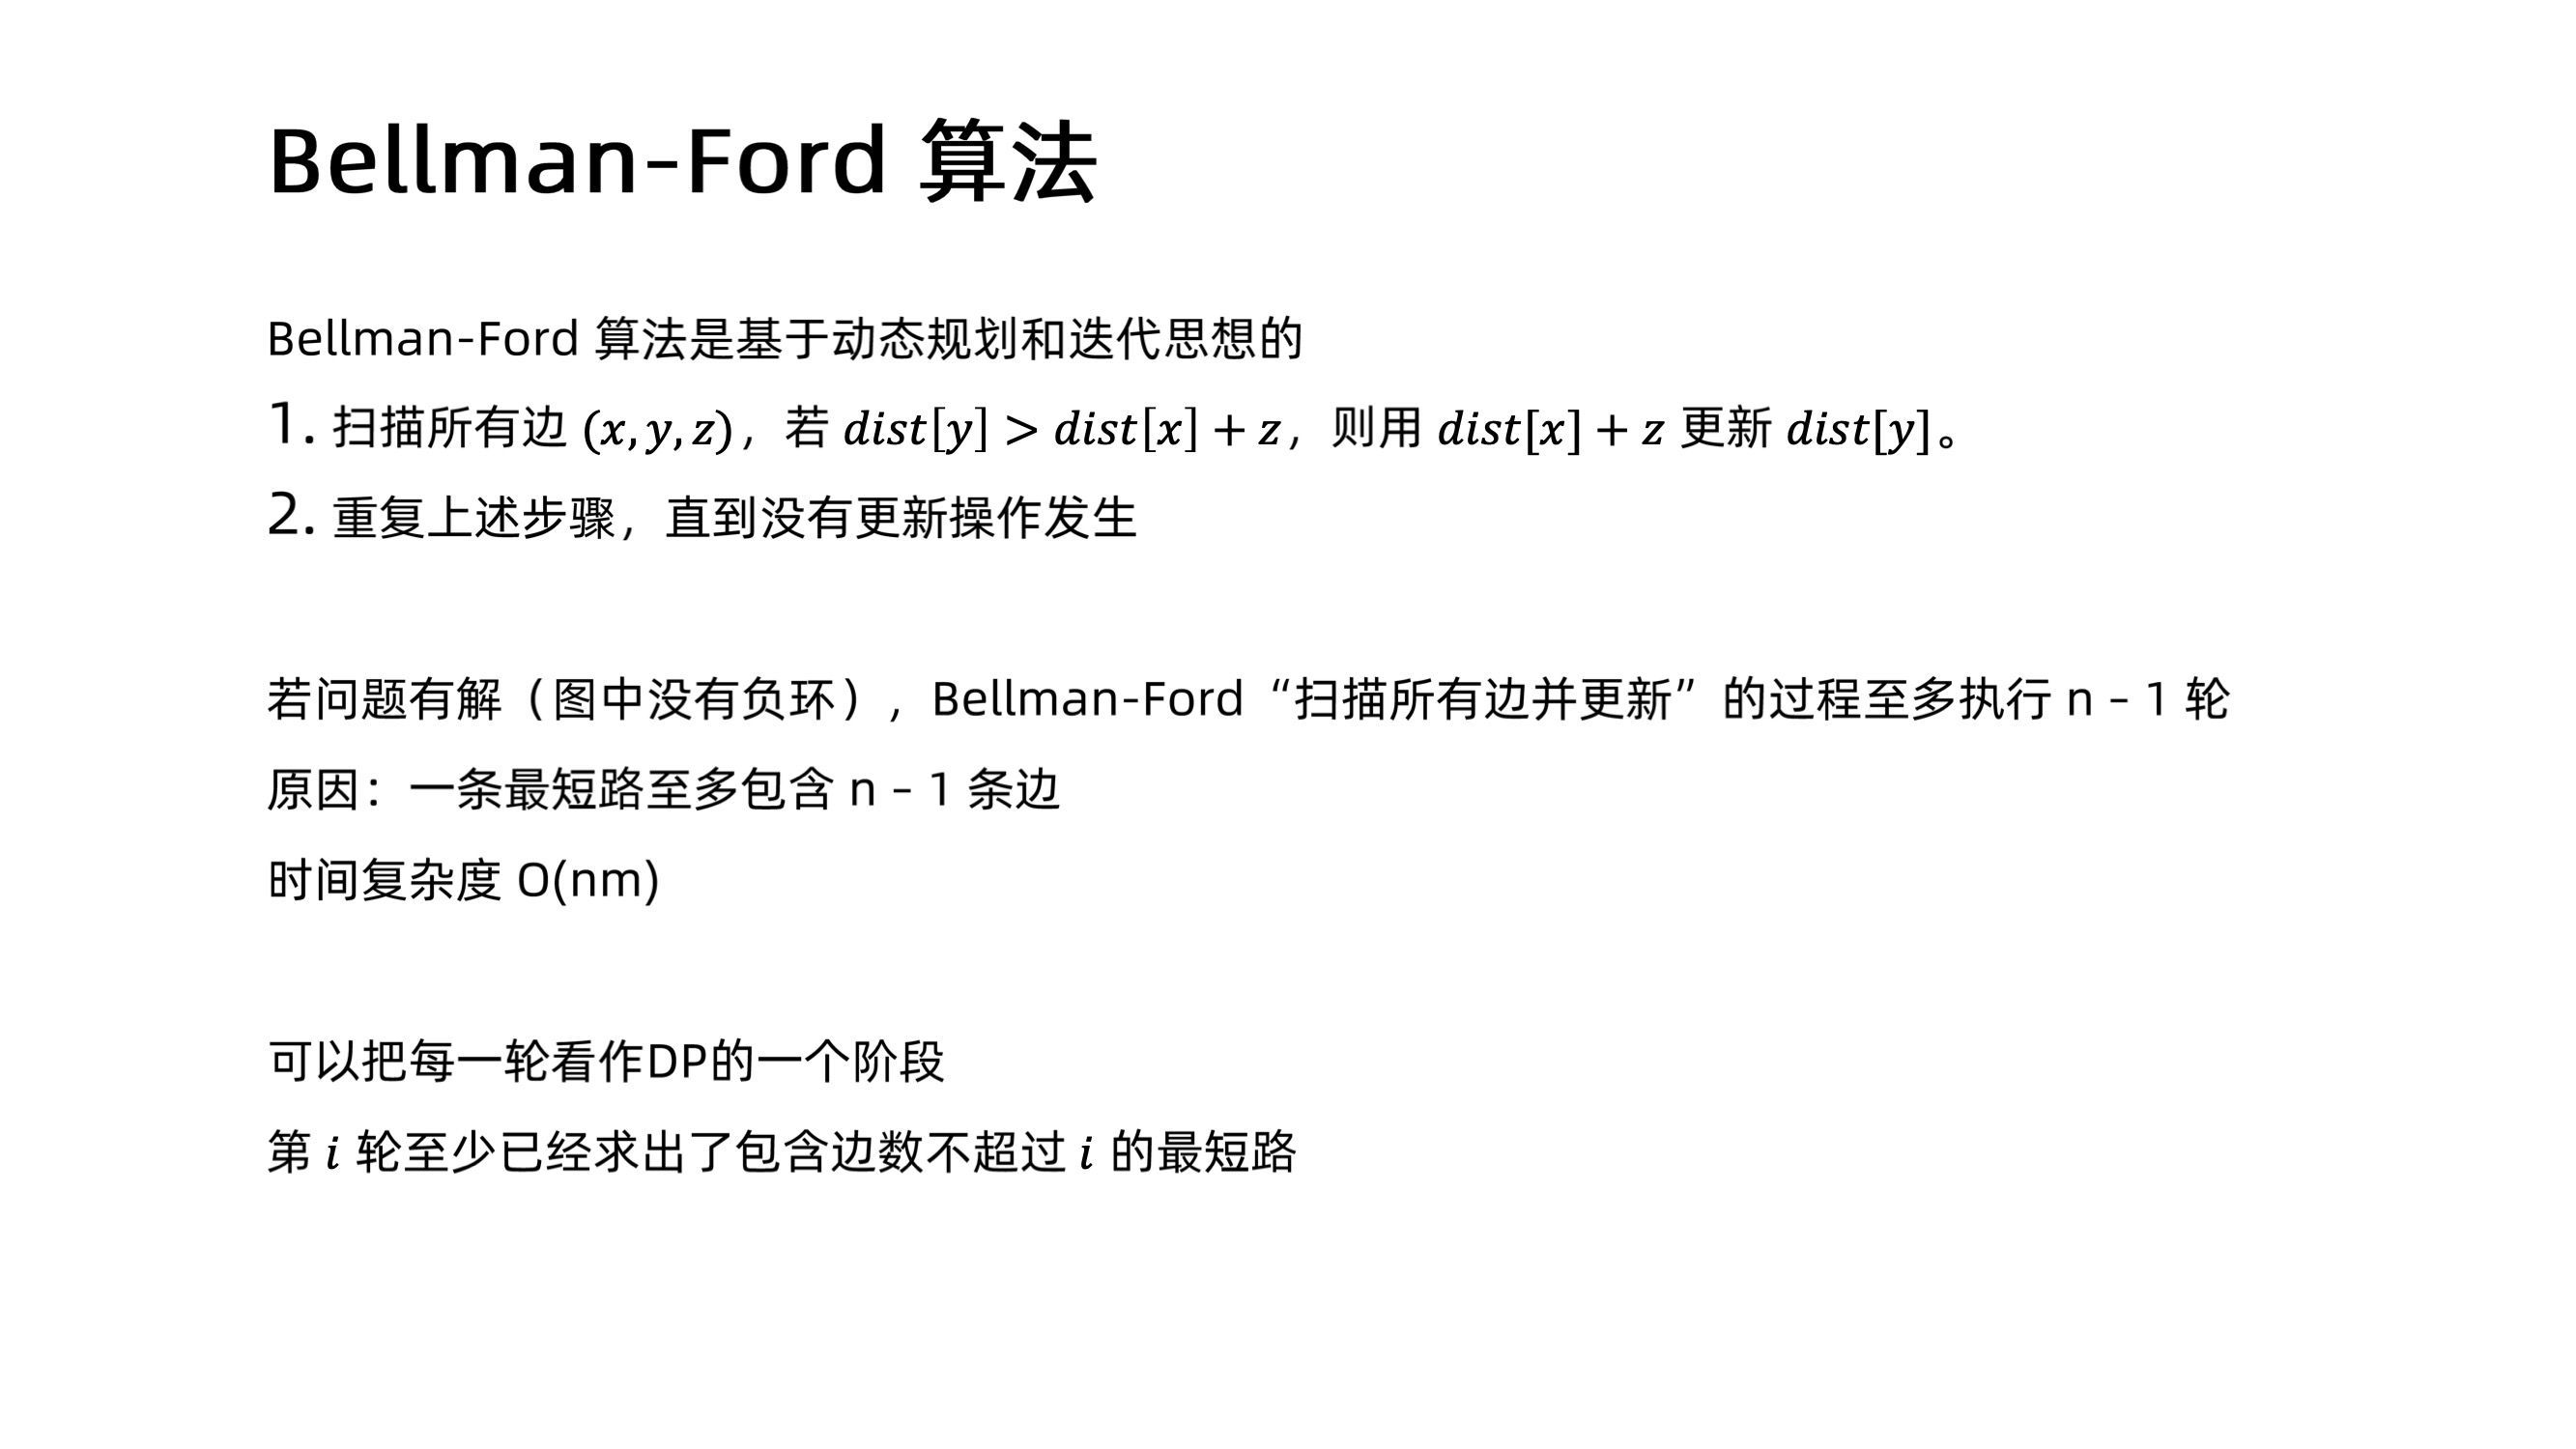 Bellman-Ford 算法
Bellman-Ford 算法是基于动态规划和迭代思想的
1. 扫描所有边 (x, y, z)，若 dist[y] > dist[x] + z，则用 dist[x] + z 更新 dist[y]。
2. 重复上述步骤，直到没有更新操作发生
若问题有解（图中没有负环），Bellman-Ford“扫描所有边并更新”的过程至多执行 n – 1 轮
原因：一条最短路至多包含 n – 1 条边
时间复杂度 O(nm)
可以把每一轮看作DP的一个阶段
第 i 轮至少已经求出了包含边数不超过 i 的最短路